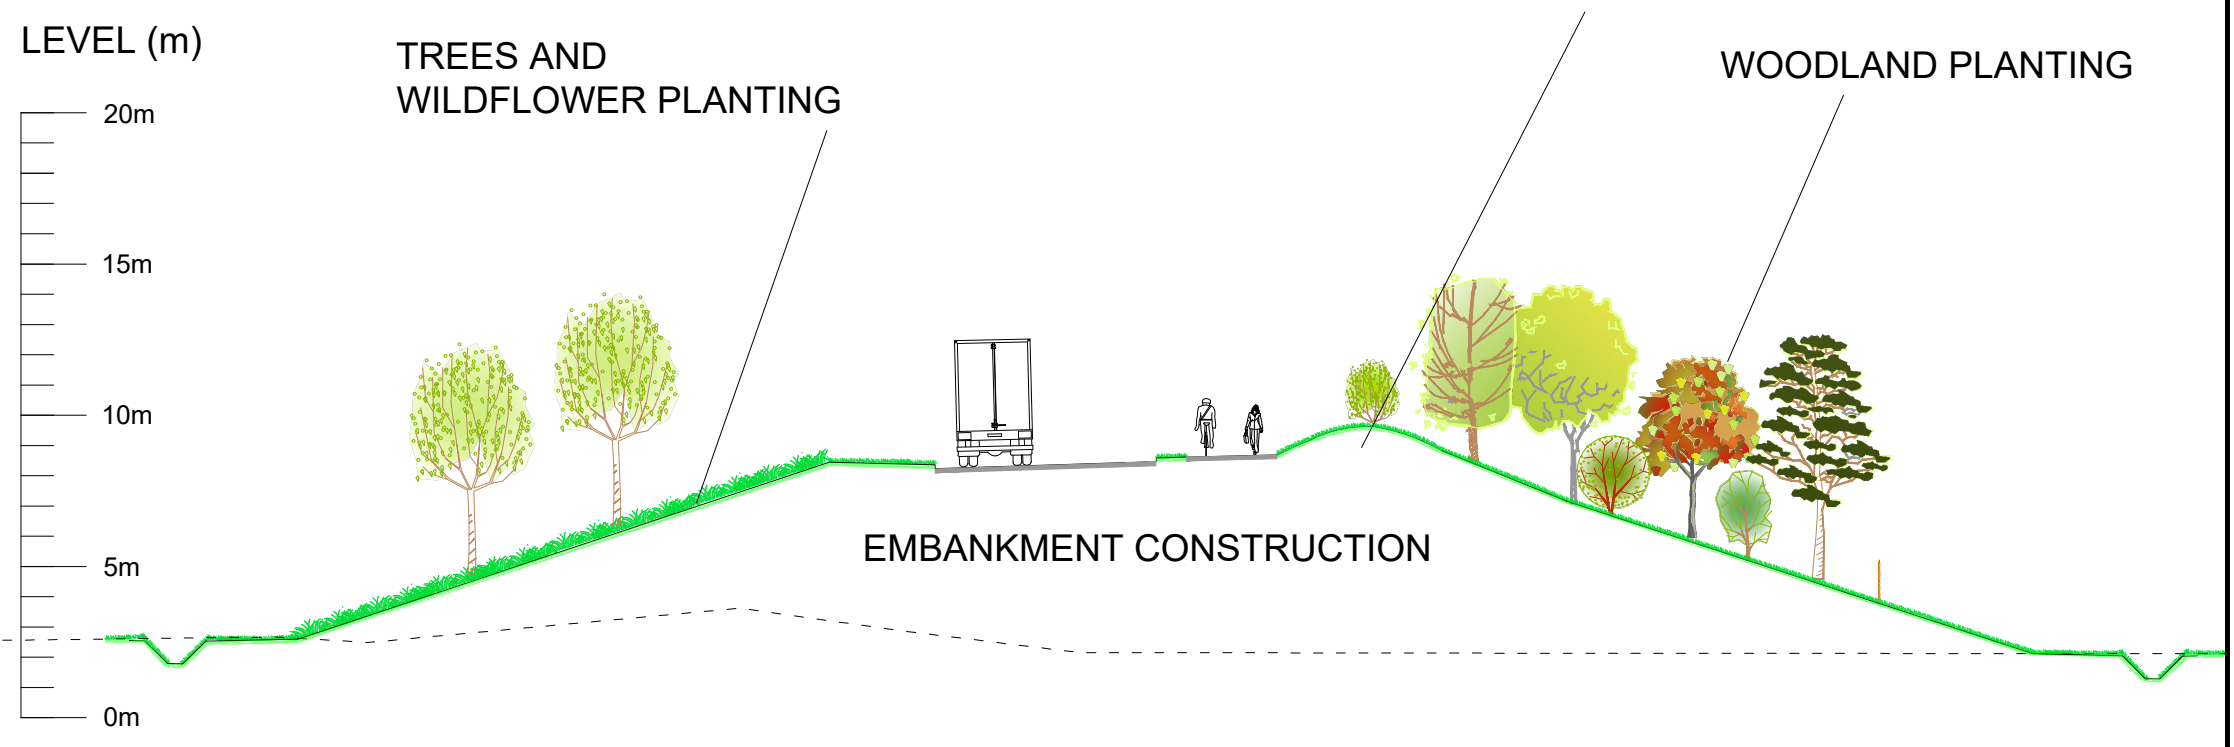 LEVEL (m)
TREES AND
WILDFLOWER PLANTING
WOODLAND PLANTING
20m
15m
10m
5m
0m
EMBANKMENT CONSTRUCTION